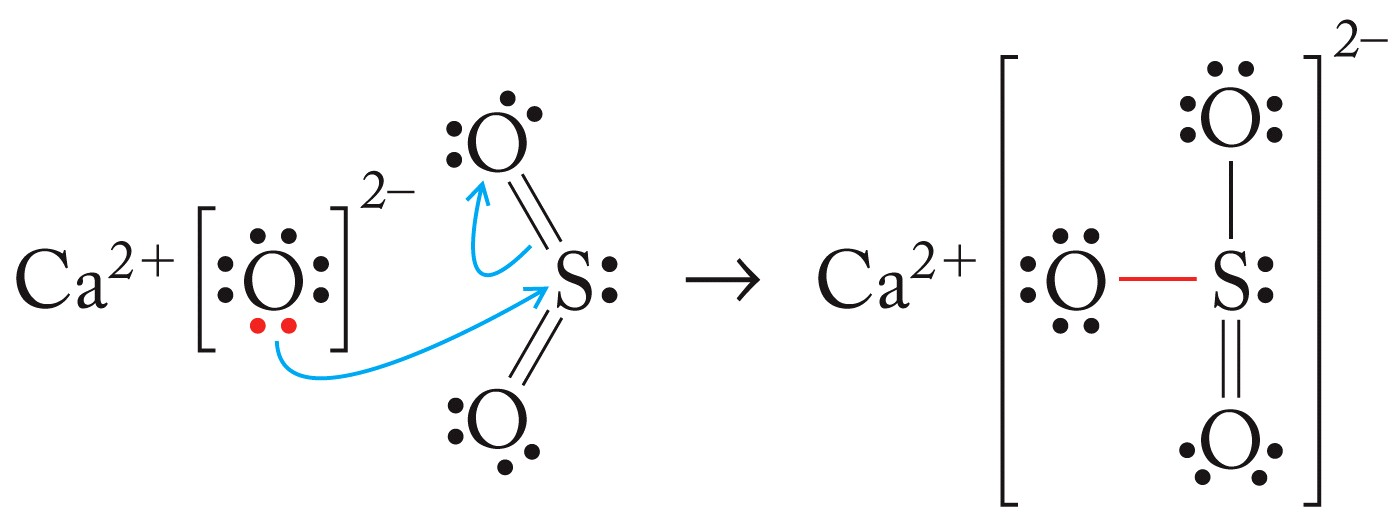 Ca²⁺ [:O:]²⁻ O S: O → Ca²⁺ [:O—S: O O]²⁻